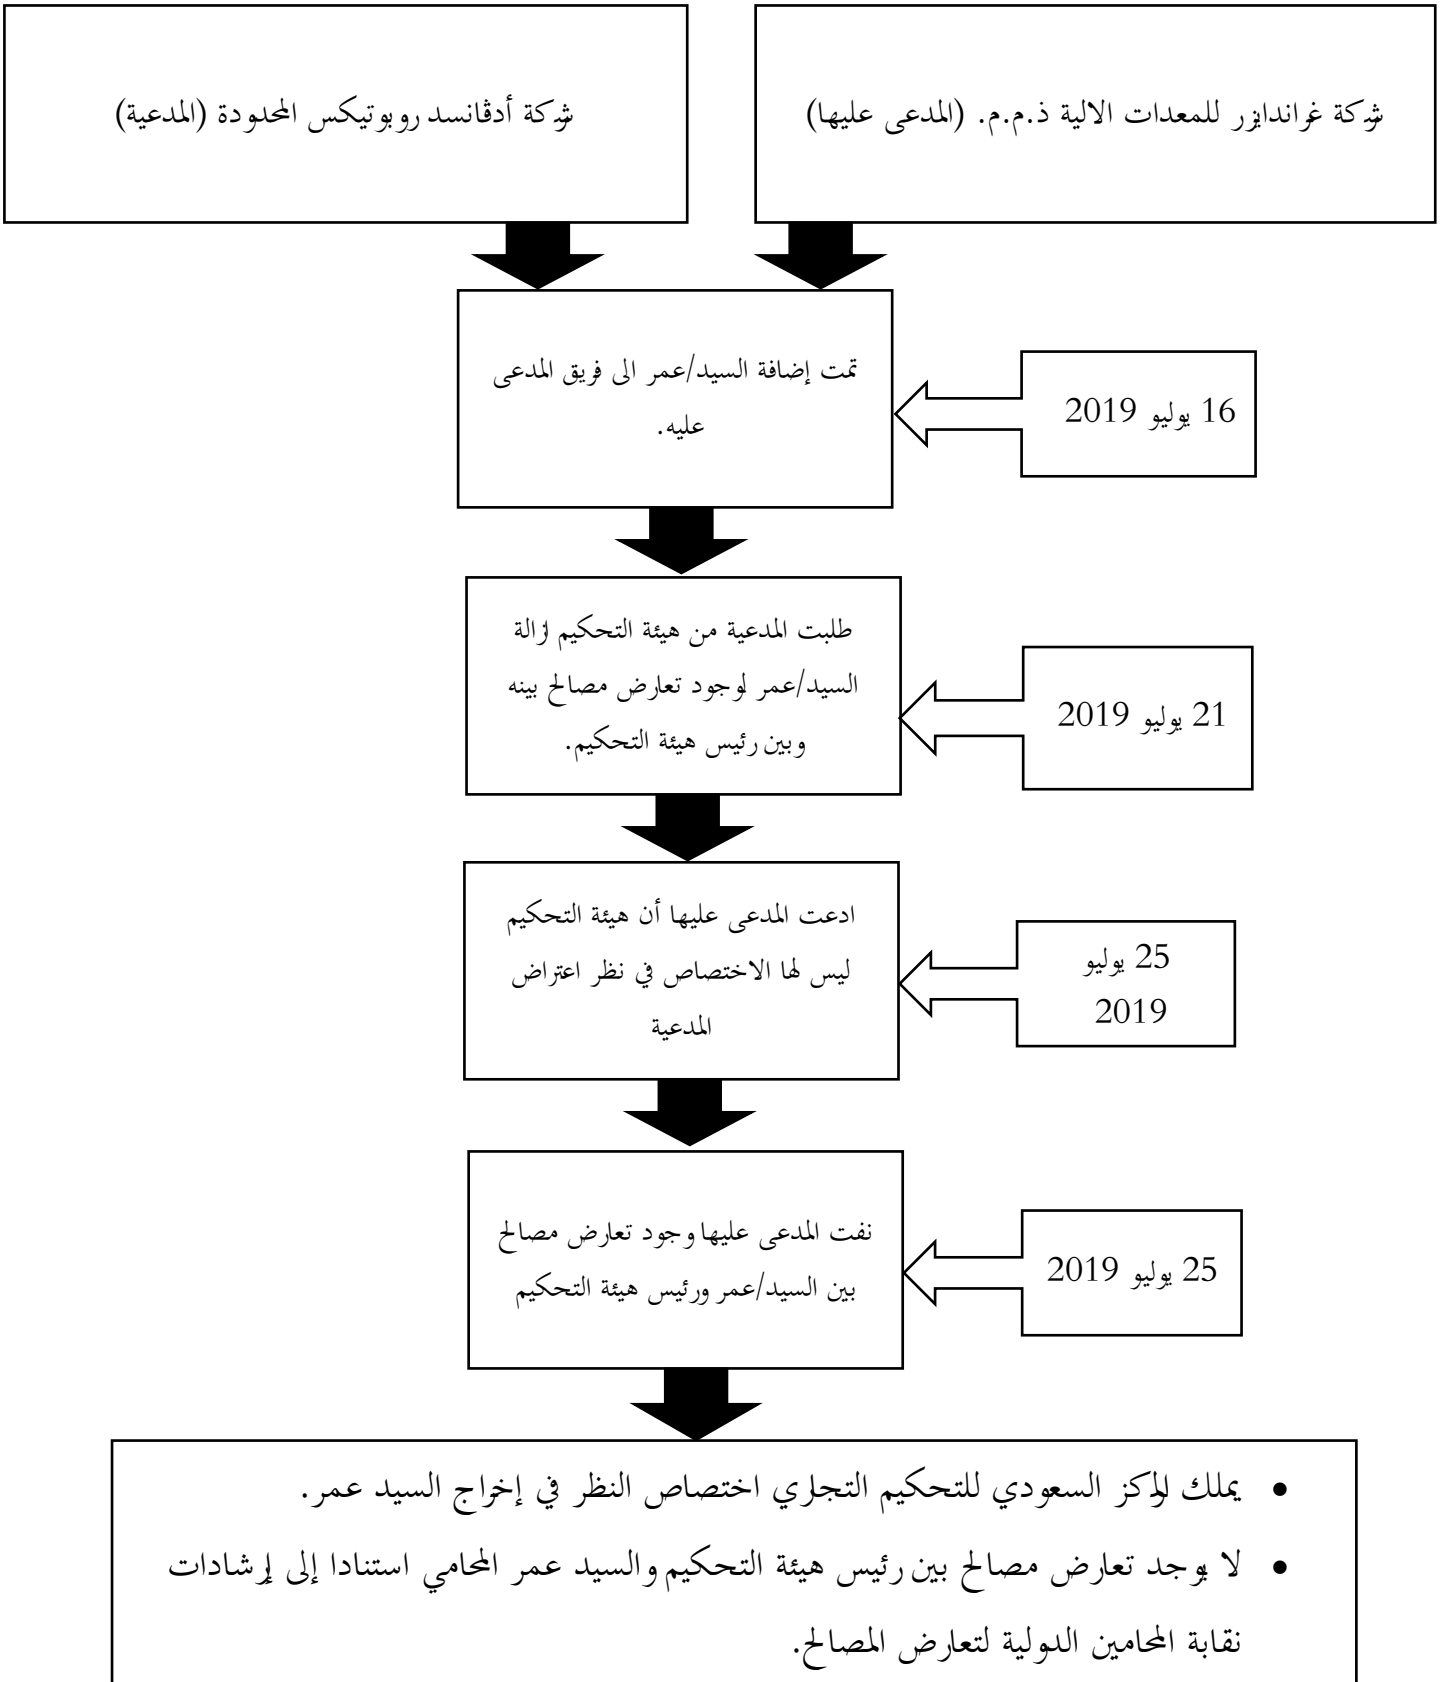 شركة غراندايزر للمعدات الالية ذ.م.م. (المدعى عليها)
شركة أدڤانسد روبوتيكس المحدودة (المدعية)
تمت إضافة السيد/عمر الى فريق المدعى
عليه.
16 يوليو 2019
طلبت المدعية من هيئة التحكيم ازالة
السيد/عمر لوجود تعارض مصالح بينه
وبين رئيس هيئة التحكيم.
21 يوليو 2019
ادعت المدعى عليها أن هيئة التحكيم
ليس لها الاختصاص في نظر اعتراض
المدعية
25 يوليو
2019
نفت المدعى عليها وجود تعارض مصالح
بين السيد/عمر ورئيس هيئة التحكيم
25 يوليو 2019
• يملك المركز السعودي للتحكيم التجاري اختصاص النظر في إخراج السيد عمر.
• لا يوجد تعارض مصالح بين رئيس هيئة التحكيم والسيد عمر المحامي استنادا إلى إرشادات
نقابة المحامين الدولية لتعارض المصالح.